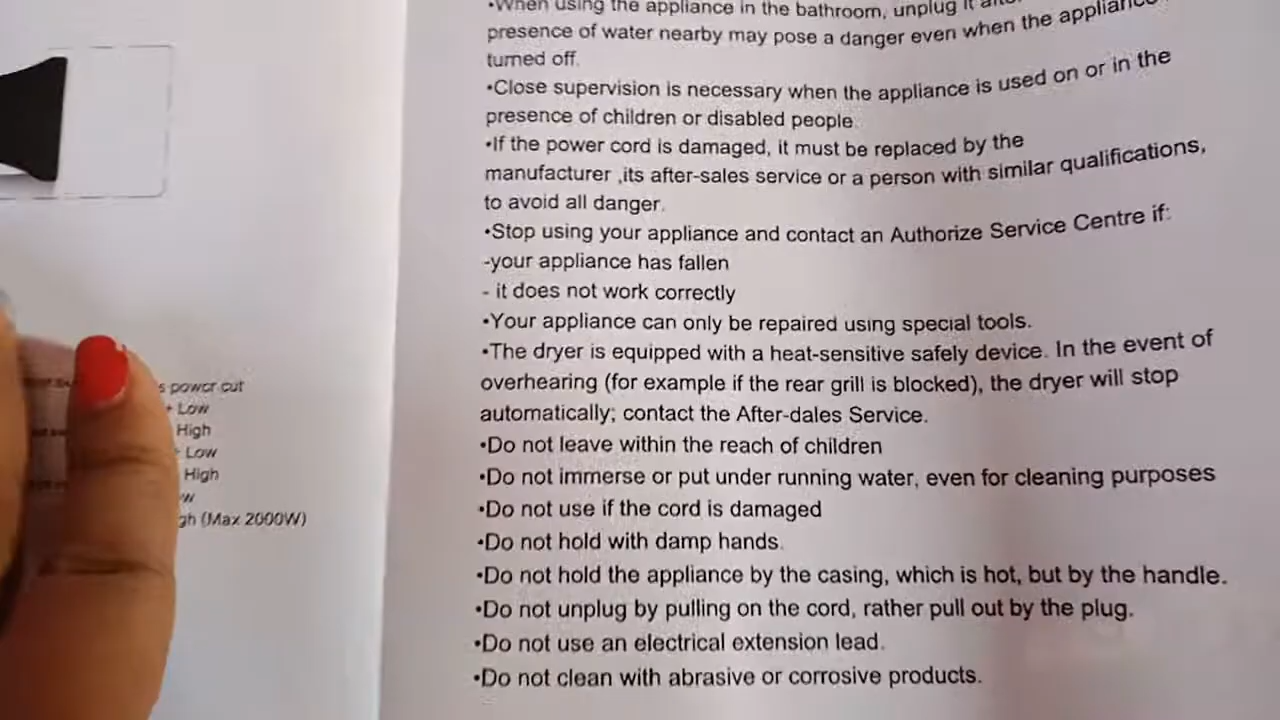 •When using the appliance in the bathroom, unplug it
presence of water nearby may pose a danger even when the appliance
turned off.
•Close supervision is necessary when the appliance is used on or in the
presence of children or disabled people.
•If the power cord is damaged, it must be replaced by the
manufacturer ,its after-sales service or a person with similar qualifications,
to avoid all danger.
•Stop using your appliance and contact an Authorize Service Centre if:
-your appliance has fallen
- it does not work correctly
•Your appliance can only be repaired using special tools.
•The dryer is equipped with a heat-sensitive safely device. In the event of
overhearing (for example if the rear grill is blocked), the dryer will stop
automatically; contact the After-dales Service.
•Do not leave within the reach of children
•Do not immerse or put under running water, even for cleaning purposes
•Do not use if the cord is damaged
•Do not hold with damp hands.
•Do not hold the appliance by the casing, which is hot, but by the handle.
•Do not unplug by pulling on the cord, rather pull out by the plug.
•Do not use an electrical extension lead.
•Do not clean with abrasive or corrosive products.
power cut
Low
High
Low
High
(Max 2000W)